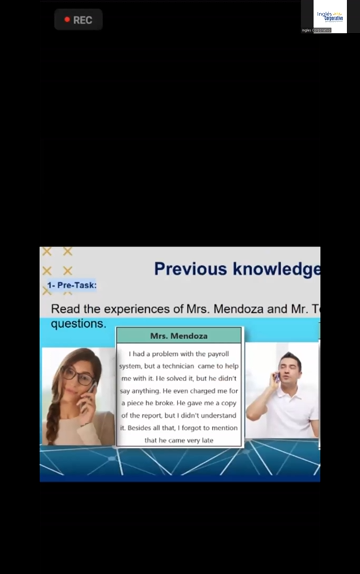 REC
Inglés
Corporativo
Previous knowledge
1- Pre-Task:
Read the experiences of Mrs. Mendoza and Mr.
questions.
Mrs. Mendoza
I had a problem with the payroll
system, but a technician came to help
me with it. He solved it, but he didn't
say anything. He even charged me for
a piece he broke. He gave me a copy
of the report, but I didn't understand
it. Besides all that, I forgot to mention
that he came very late